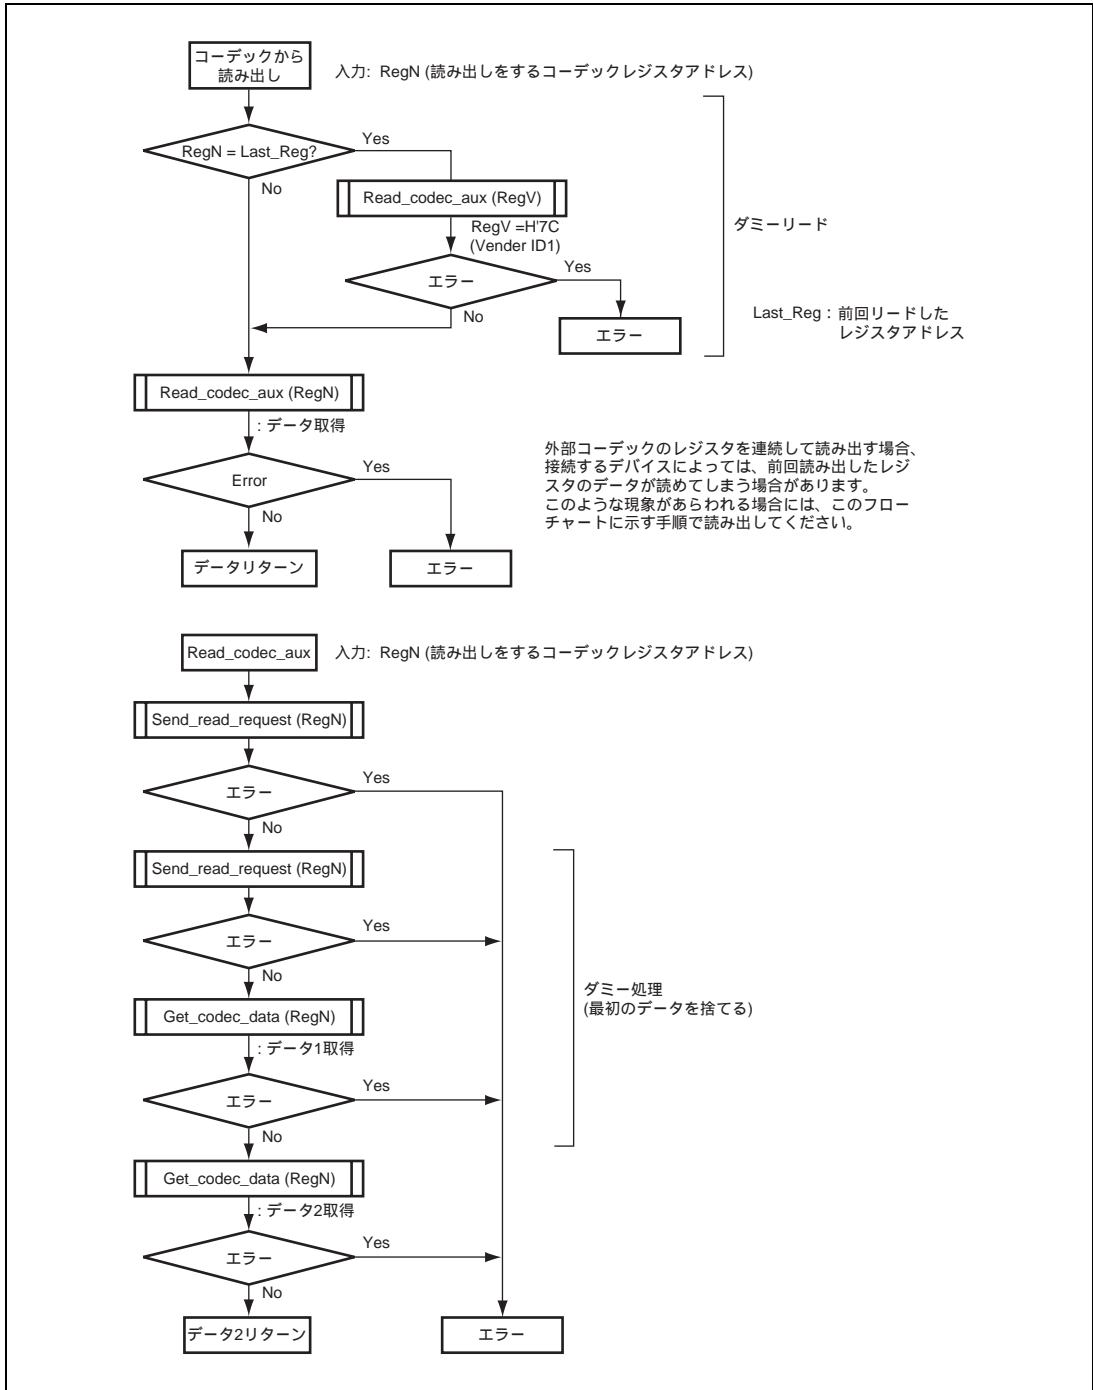 コーデックから
読み出し
入力: RegN (読み出しをするコーデックレジスタアドレス)
RegN = Last_Reg?
Yes
No
Read_codec_aux (RegV)
RegV =H'7C
(Vender ID1)
ダミーリード
エラー
Yes
No
エラー
Last_Reg : 前回リードした
レジスタアドレス
Read_codec_aux (RegN)
: データ取得
Error
Yes
No
データリターン
エラー
外部コーデックのレジスタを連続して読み出す場合、
接続するデバイスによっては、前回読み出したレジ
スタのデータが読めてしまう場合があります。
このような現象があらわれる場合には、このフロー
チャートに示す手順で読み出してください。
Read_codec_aux
入力: RegN (読み出しをするコーデックレジスタアドレス)
Send_read_request (RegN)
エラー
Yes
No
Send_read_request (RegN)
エラー
Yes
No
ダミー処理
(最初のデータを捨てる)
Get_codec_data (RegN)
: データ1取得
エラー
Yes
No
Get_codec_data (RegN)
: データ2取得
エラー
Yes
No
データ2リターン
エラー